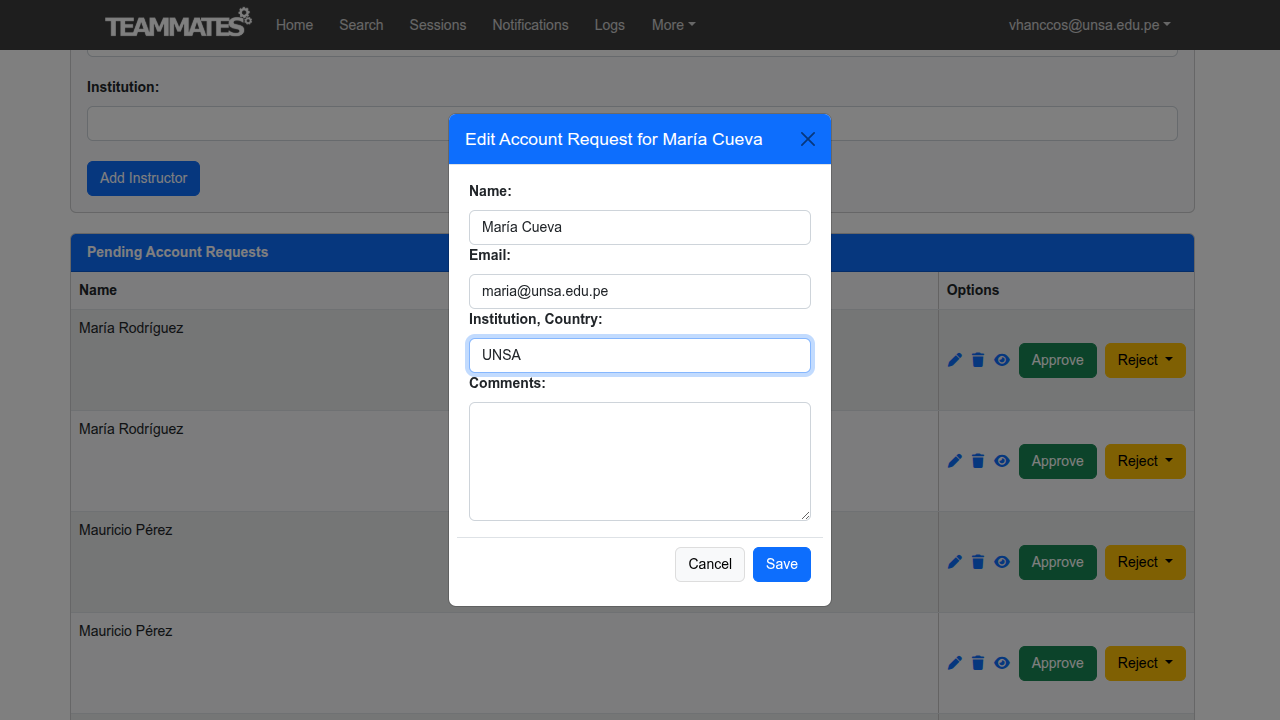 TEAMMATES Home Search Sessions Notifications Logs More vhanccos@unsa.edu.pe
Institution:
Add Instructor
Edit Account Request for María Cueva
Name:
María Cueva
Email:
maria@unsa.edu.pe
Institution, Country:
UNSA
Comments:
Cancel Save
Pending Account Requests
Name Options
María Rodríguez Approve Reject
María Rodríguez Approve Reject
Mauricio Pérez Approve Reject
Mauricio Pérez Approve Reject